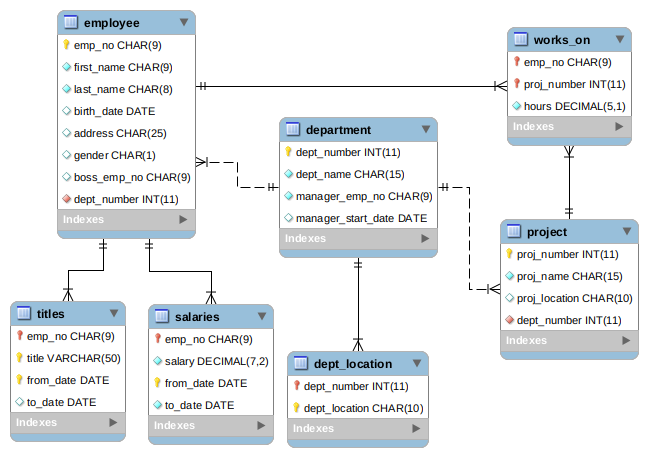 employee
emp_no CHAR(9)
first_name CHAR(9)
last_name CHAR(8)
birth_date DATE
address CHAR(25)
gender CHAR(1)
boss_emp_no CHAR(9)
dept_number INT(11)
Indexes
works_on
emp_no CHAR(9)
proj_number INT(11)
hours DECIMAL(5,1)
Indexes
department
dept_number INT(11)
dept_name CHAR(15)
manager_emp_no CHAR(9)
manager_start_date DATE
Indexes
project
proj_number INT(11)
proj_name CHAR(15)
proj_location CHAR(10)
dept_number INT(11)
Indexes
titles
emp_no CHAR(9)
title VARCHAR(50)
from_date DATE
to_date DATE
Indexes
salaries
emp_no CHAR(9)
salary DECIMAL(7,2)
from_date DATE
to_date DATE
Indexes
dept_location
dept_number INT(11)
dept_location CHAR(10)
Indexes